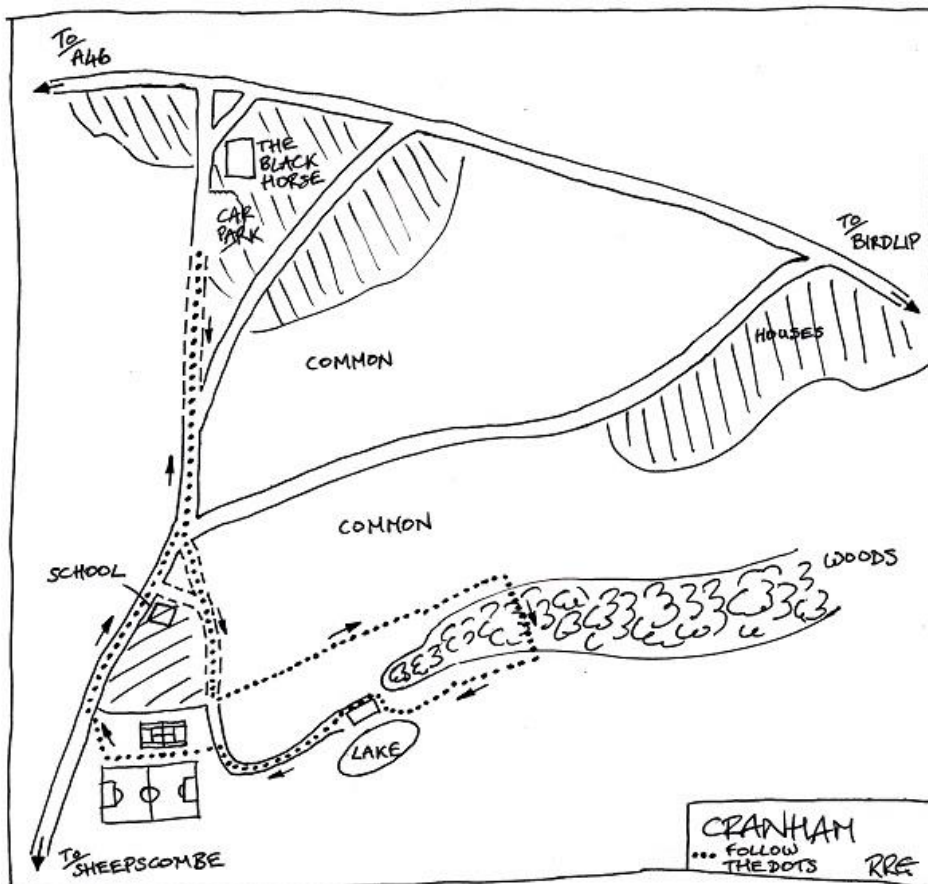 To
A46
THE
BLACK
HORSE
CAR
PARK
To
BIRDLIP
HOUSES
COMMON
COMMON
SCHOOL
WOODS
LAKE
To
SHEEPSCOMBE
CRANHAM
FOLLOW
THE DOTS
RRG